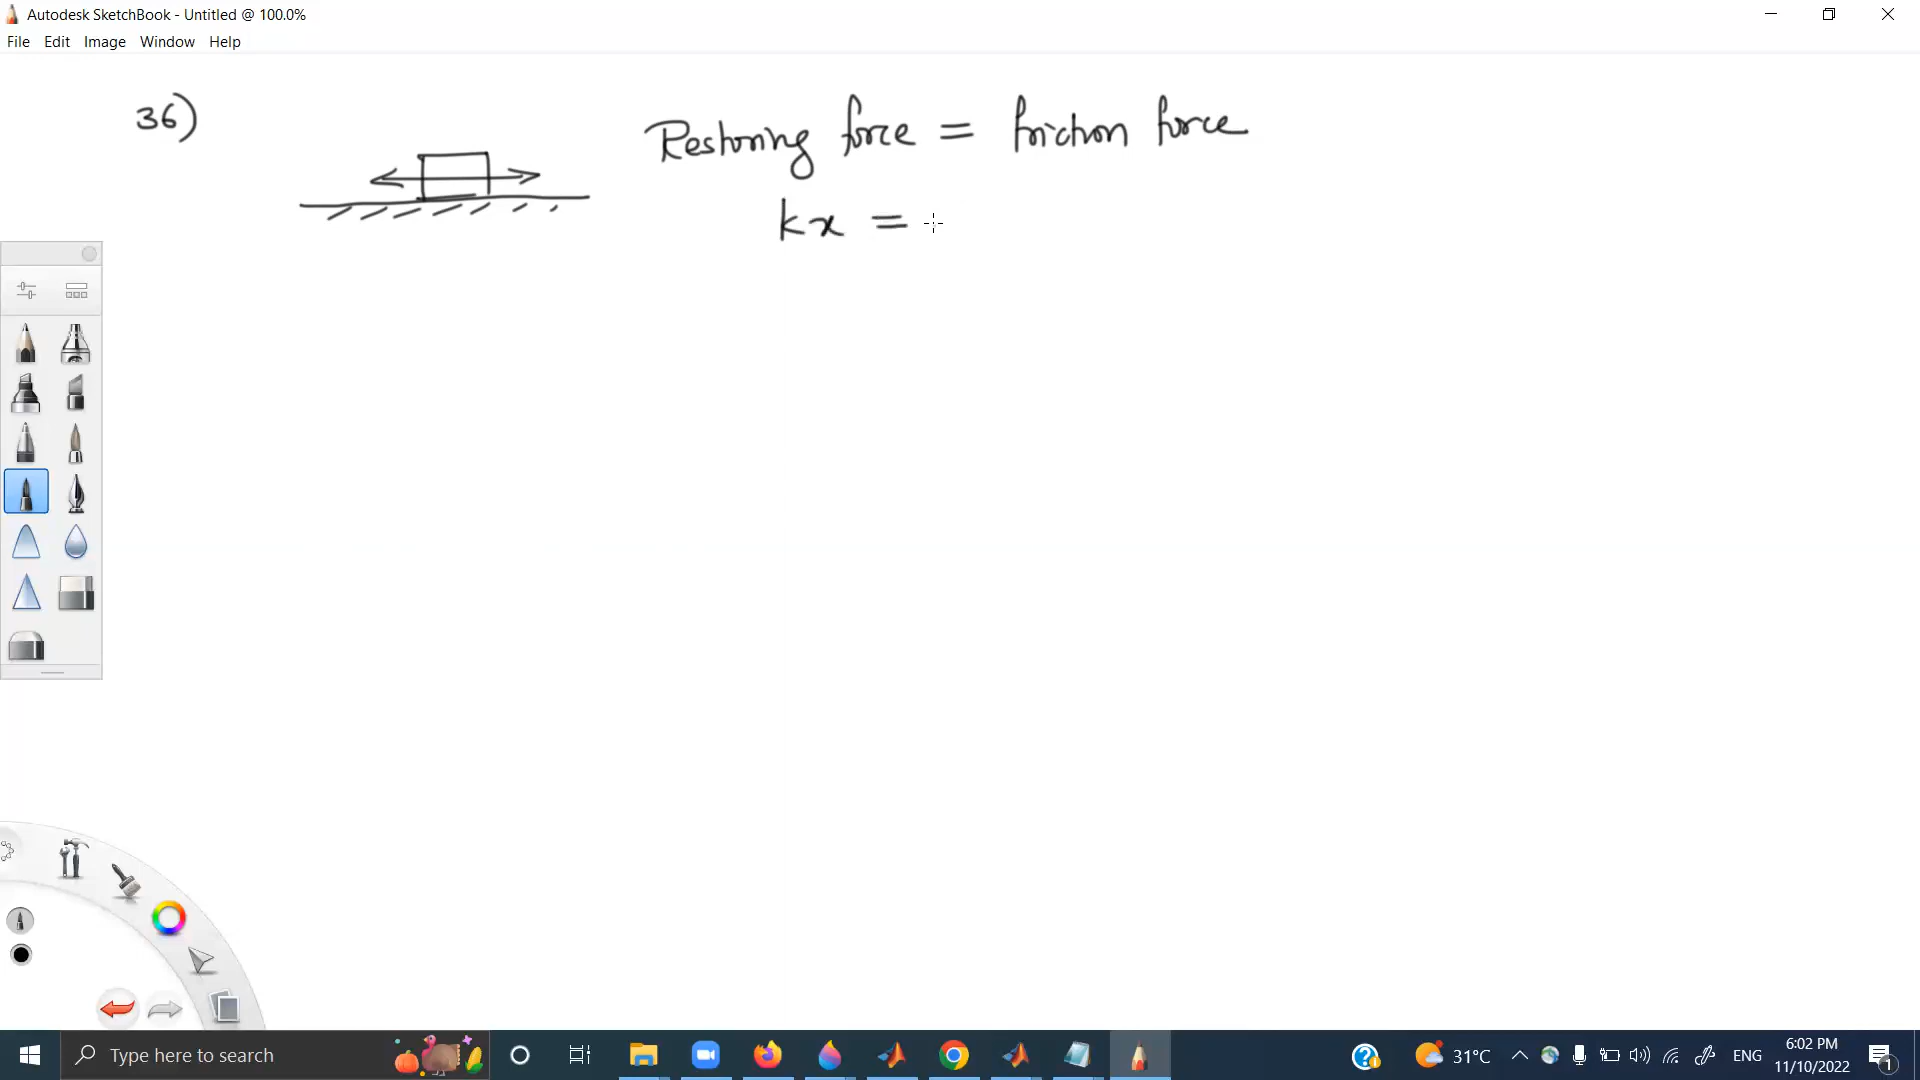 Autodesk SketchBook - Untitled @ 100.0%
File Edit Image Window Help
36)
Restoring force = friction force
kx =
Type here to search
31°C
ENG
6:02 PM
11/10/2022
1